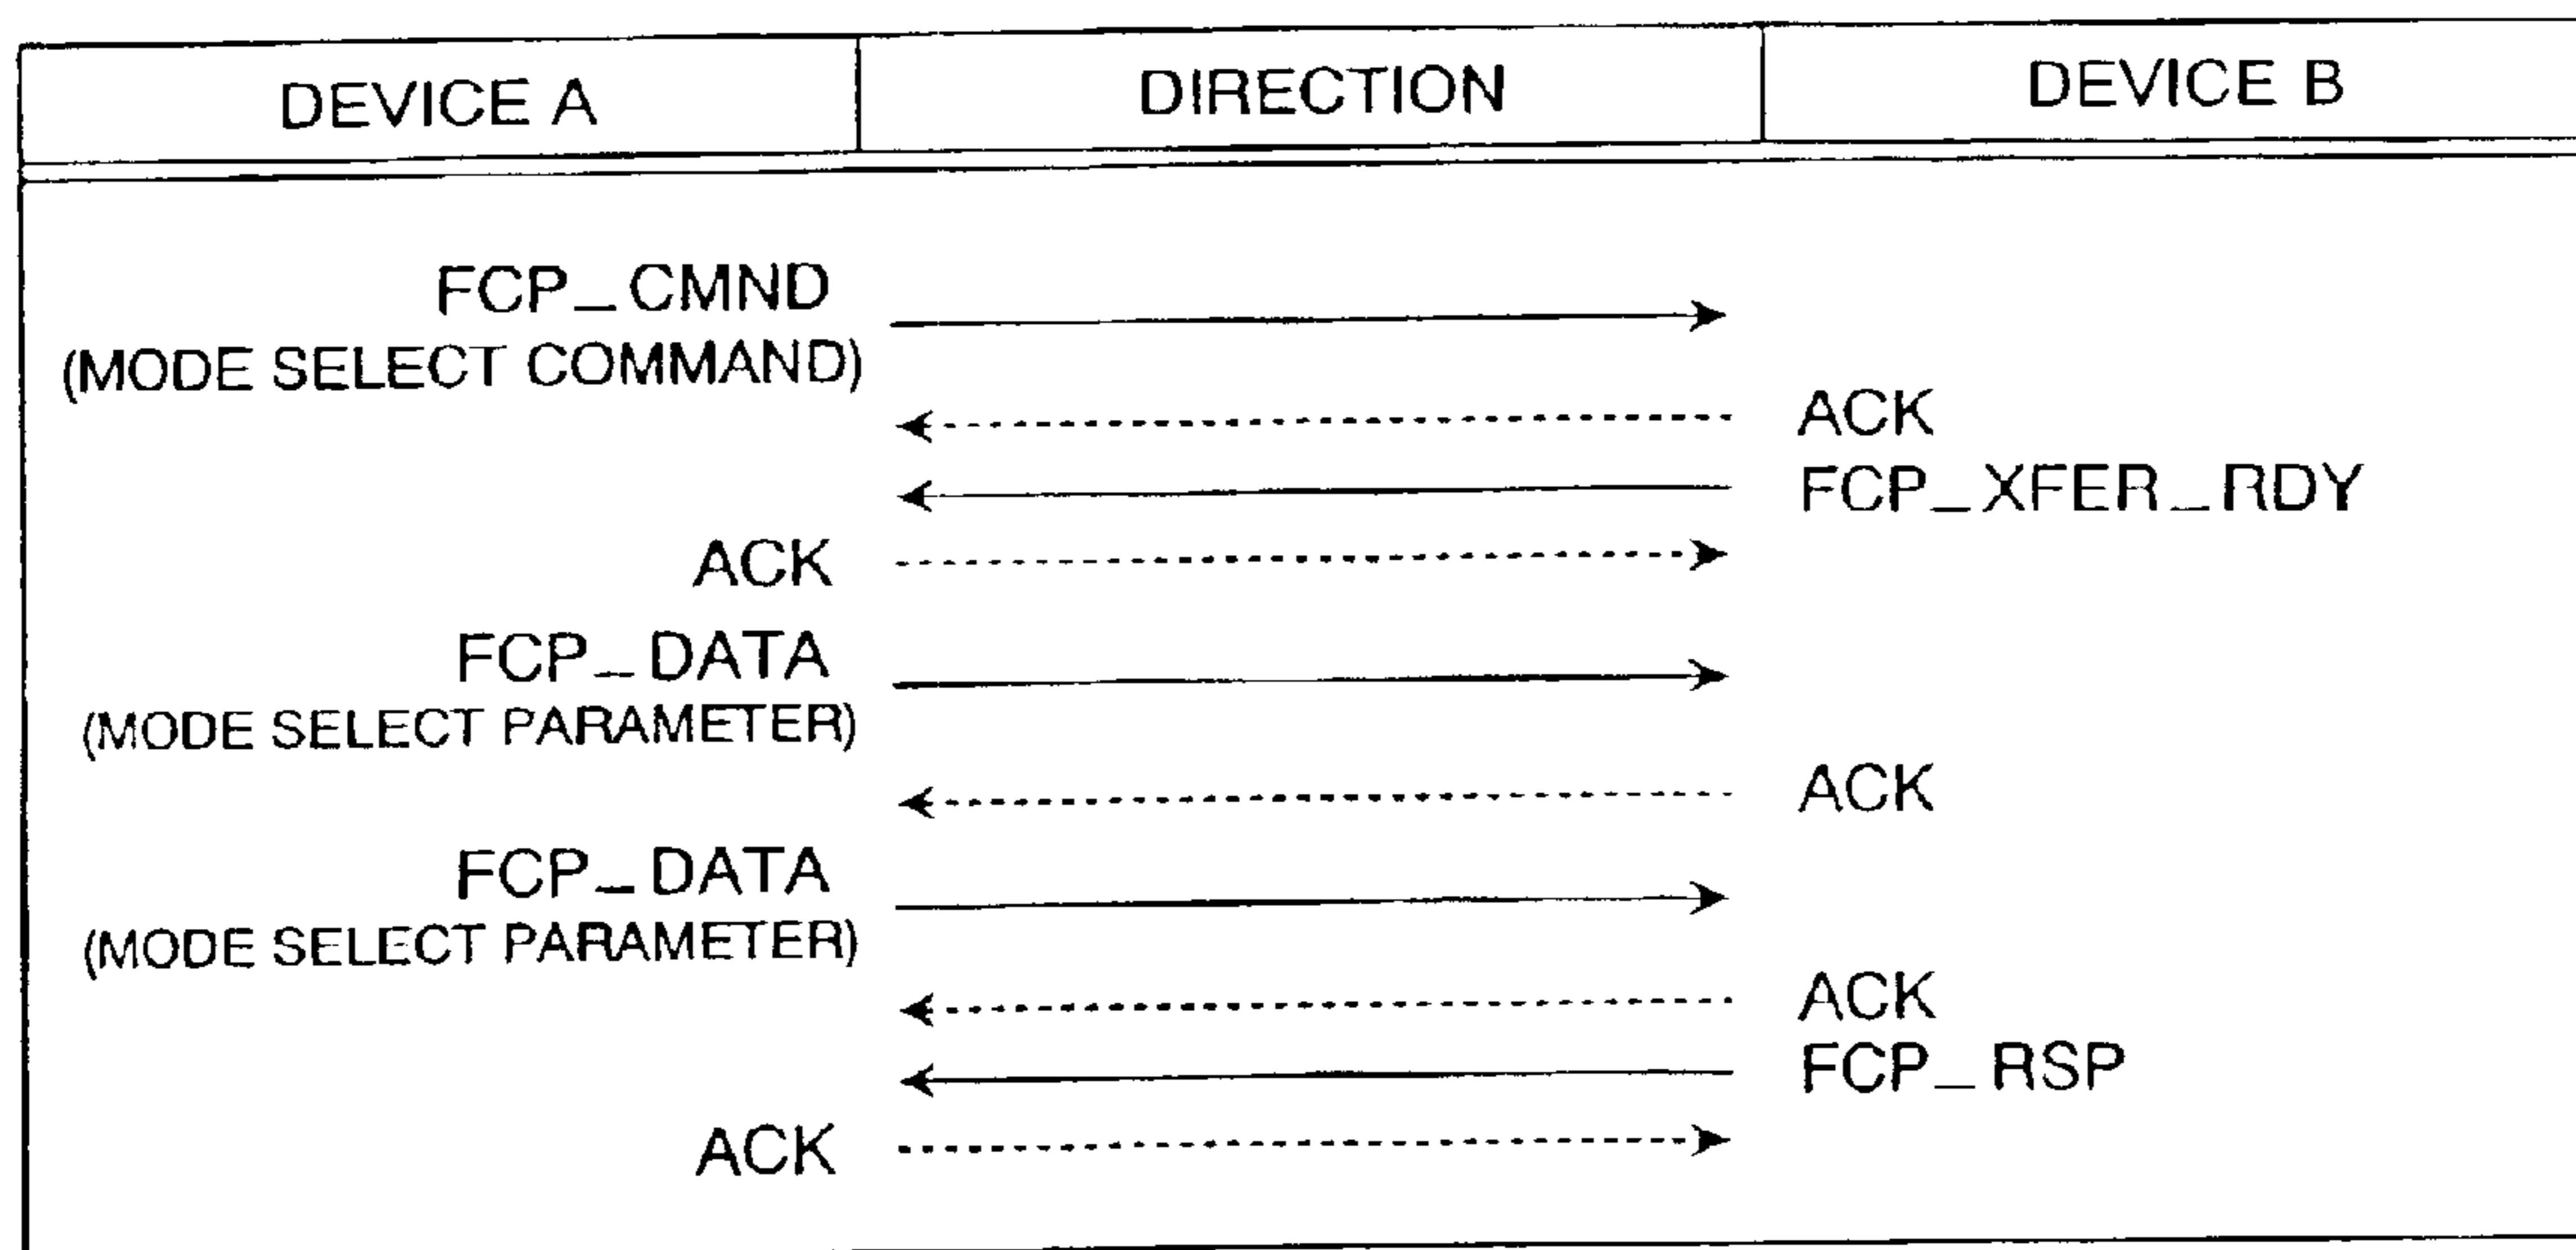 DEVICE A DIRECTION DEVICE B
FCP_CMND
(MODE SELECT COMMAND)
ACK
FCP_XFER_RDY
ACK
FCP_DATA
(MODE SELECT PARAMETER)
ACK
FCP_DATA
(MODE SELECT PARAMETER)
ACK
FCP_RSP
ACK